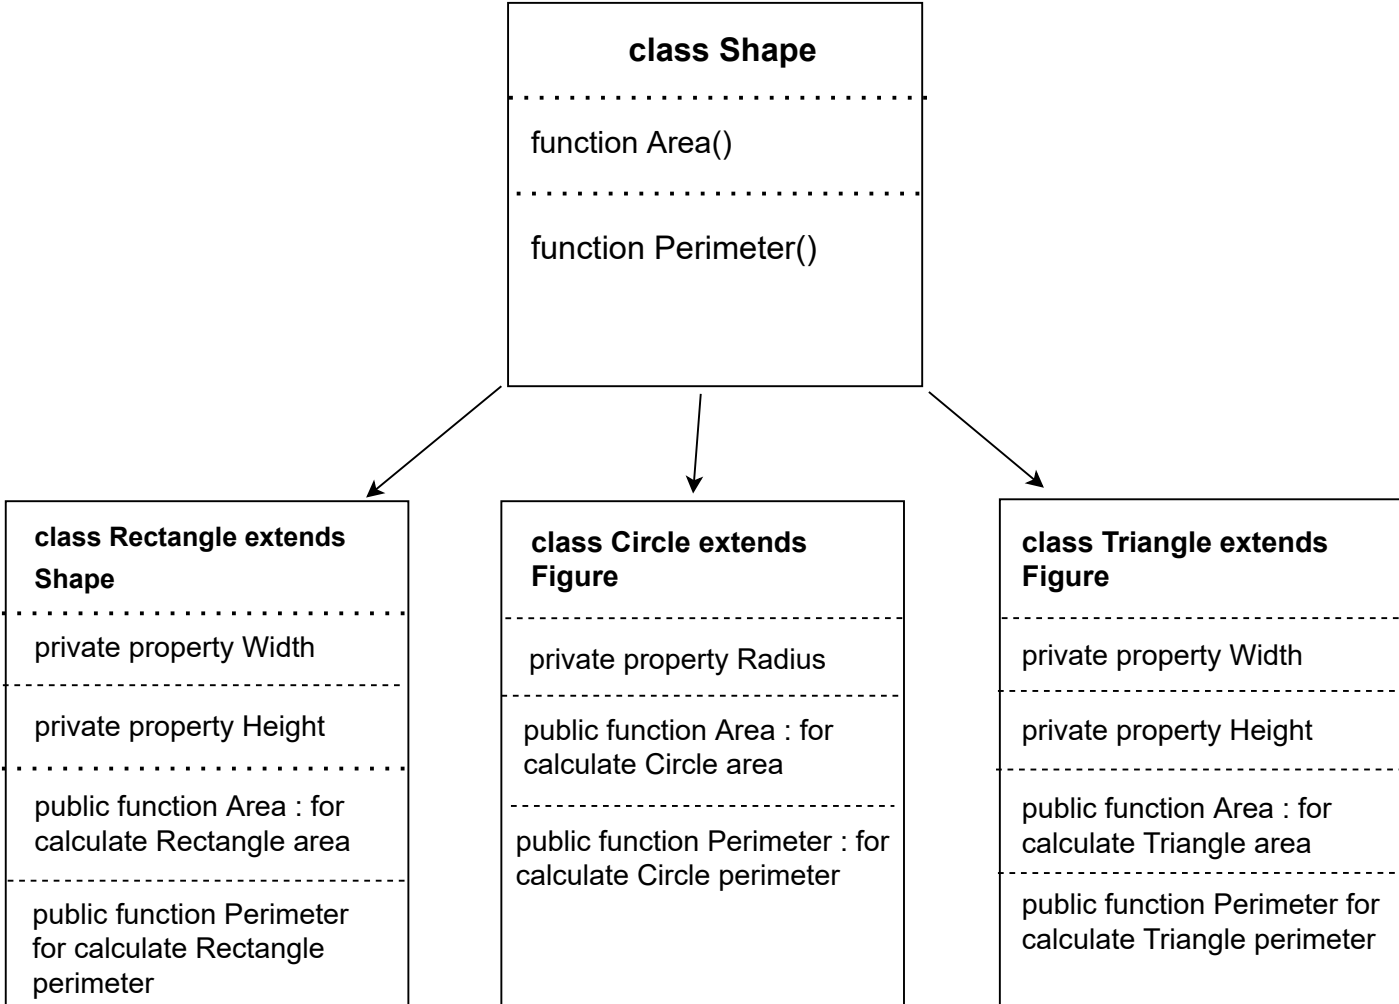 class Shape
function Area()
function Perimeter()
class Rectangle extends
Shape
private property Width
private property Height
public function Area : for
calculate Rectangle area
public function Perimeter
for calculate Rectangle
perimeter
class Circle extends
Figure
private property Radius
public function Area : for
calculate Circle area
public function Perimeter : for
calculate Circle perimeter
class Triangle extends
Figure
private property Width
private property Height
public function Area : for
calculate Triangle area
public function Perimeter for
calculate Triangle perimeter